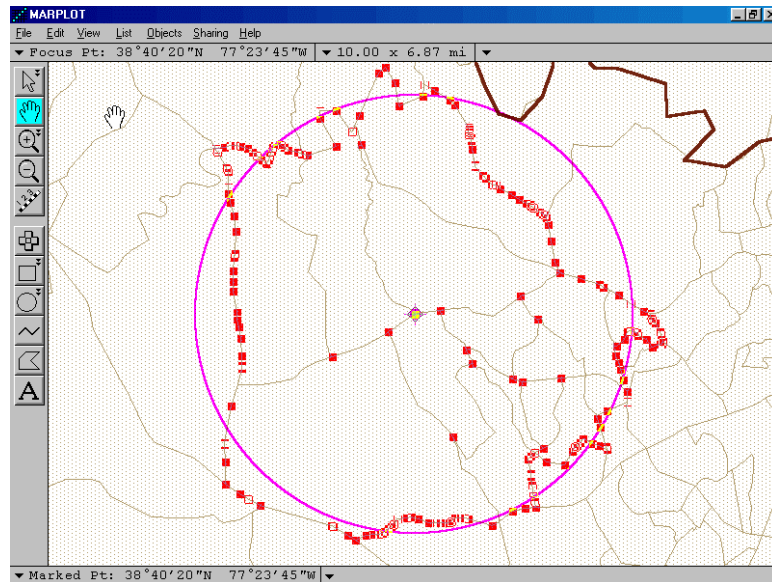 MARPLOT
File Edit View List Objects Sharing Help
Focus Pt: 38°40'20"N 77°23'45"W 10.00 x 6.87 mi
A
Marked Pt: 38°40'20"N 77°23'45"W